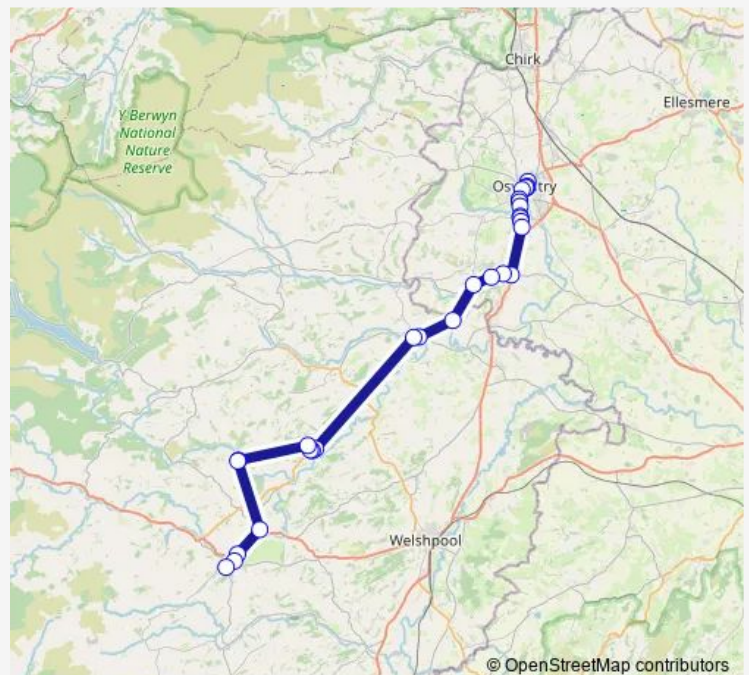 Chirk
Ellesmere
Y Berwyn
National
Nature
Reserve
Welshpool
© OpenStreetMap contributors